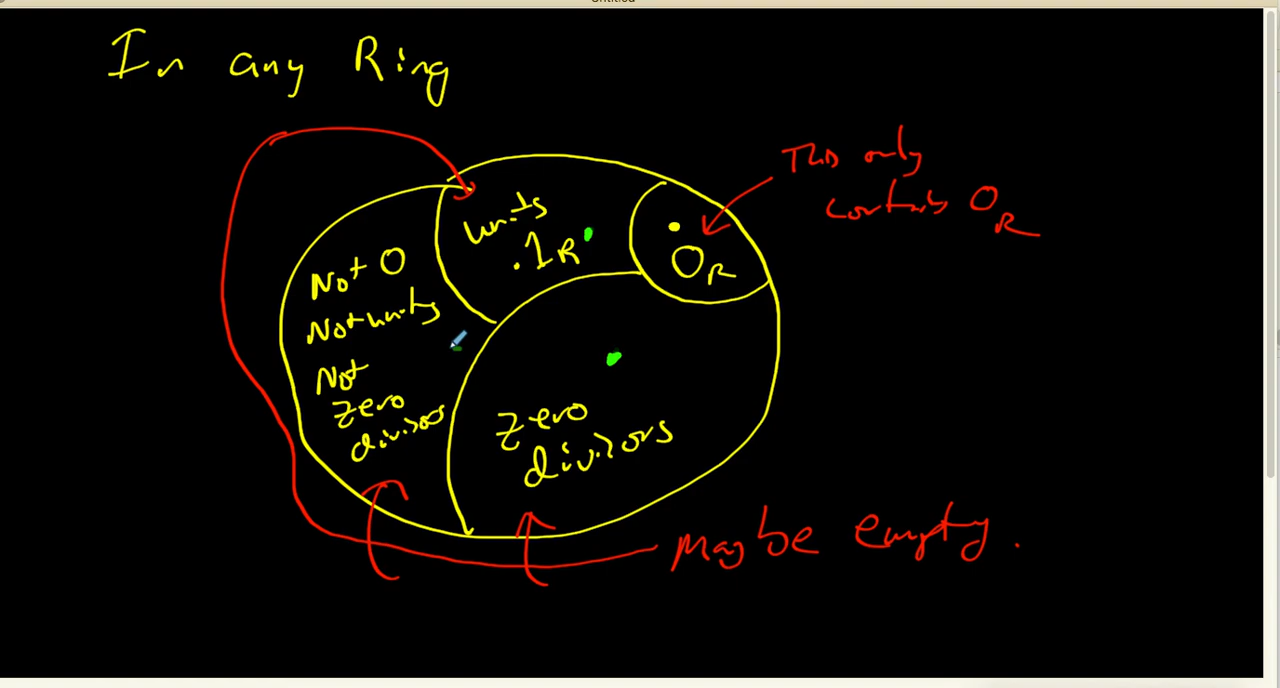 In any Ring
This only
contains 0R
units
.1R
0R
Not 0
Not units
Not
zero
divisors
zero
divisors
maybe empty.